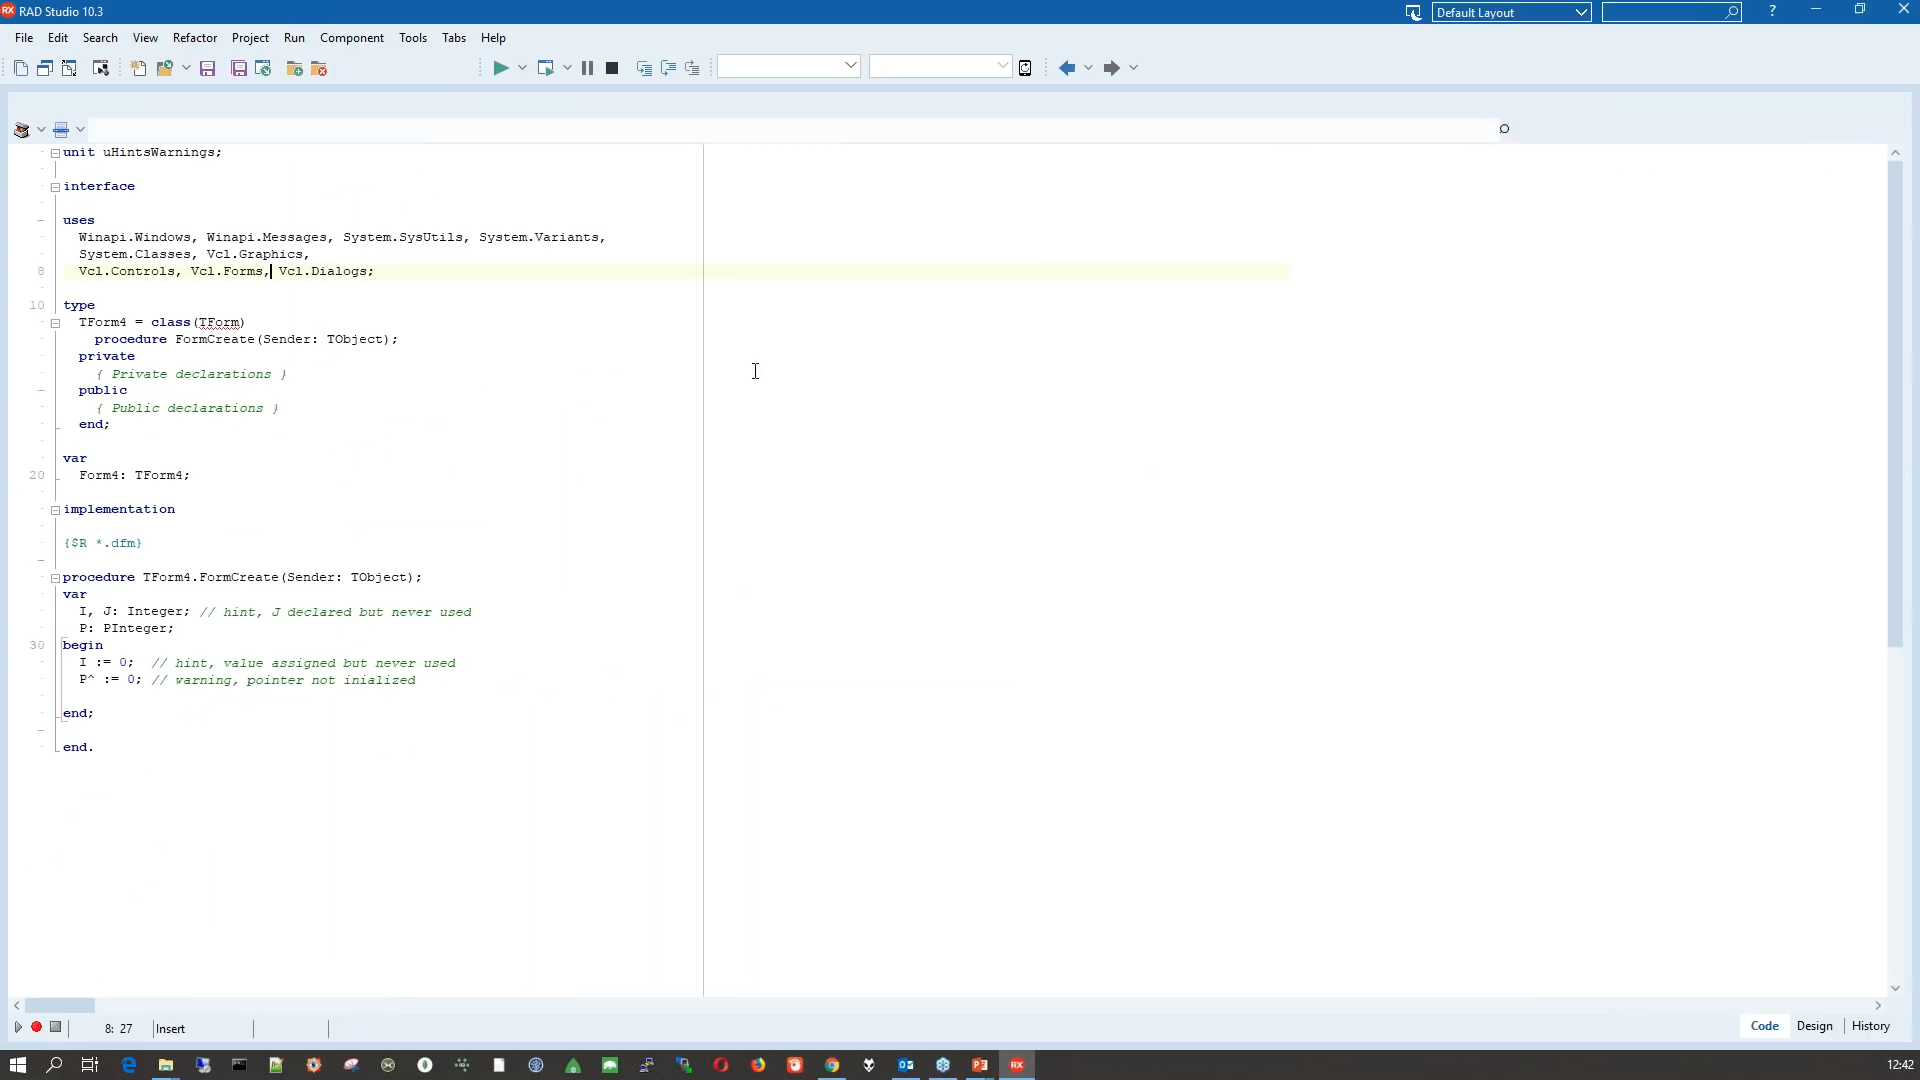 RX RAD Studio 10.3
Default Layout
?
File Edit Search View Refactor Project Run Component Tools Tabs Help
unit uHintsWarnings;
interface
uses
Winapi.Windows, Winapi.Messages, System.SysUtils, System.Variants,
System.Classes, Vcl.Graphics,
8 Vcl.Controls, Vcl.Forms, Vcl.Dialogs;
10 type
TForm4 = class(TForm)
procedure FormCreate(Sender: TObject);
private
{ Private declarations }
public
{ Public declarations }
end;
var
20 Form4: TForm4;
implementation
{$R *.dfm}
procedure TForm4.FormCreate(Sender: TObject);
var
I, J: Integer; // hint, J declared but never used
P: PInteger;
30 begin
I := 0; // hint, value assigned but never used
P^ := 0; // warning, pointer not inialized
end;
end.
8: 27 Insert
Code Design History
RX
12:42